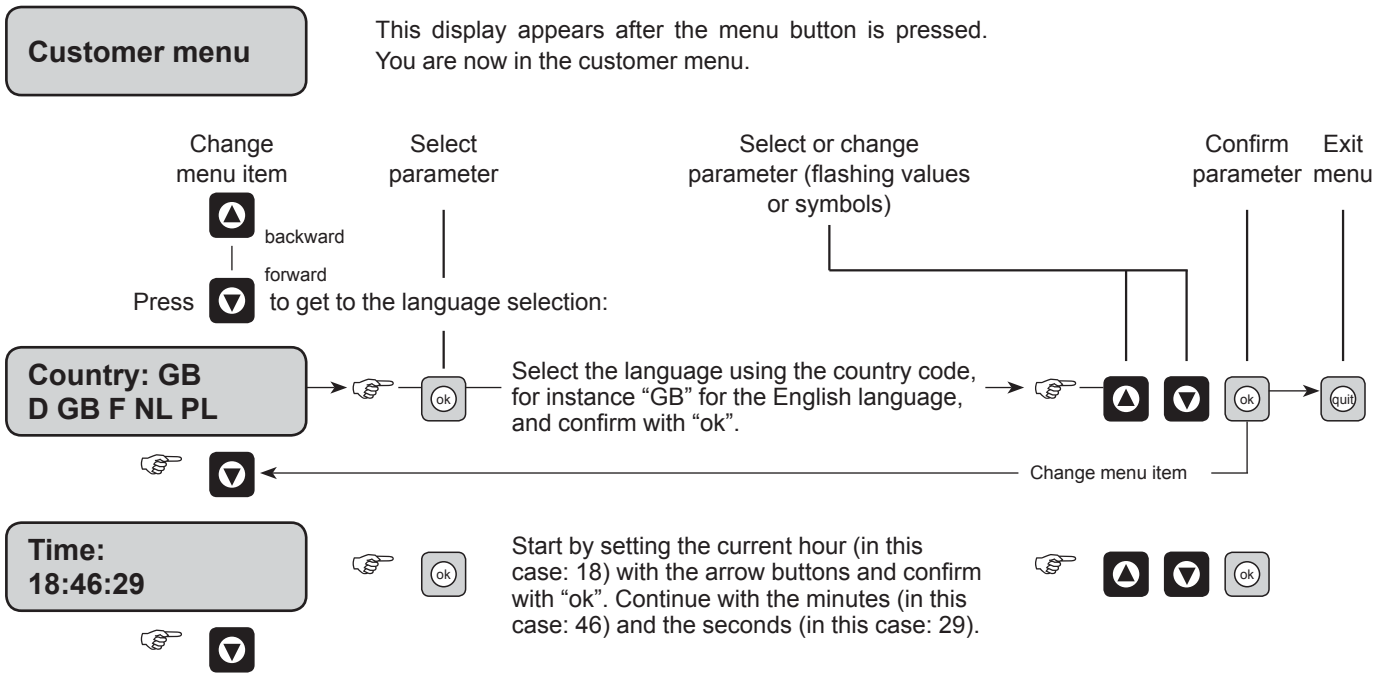 Customer menu
This display appears after the menu button is pressed.
You are now in the customer menu.
Change
menu item
Select
parameter
Select or change
parameter (flashing values
or symbols)
Confirm
parameter
Exit
menu
backward
forward
Press to get to the language selection:
Country: GB
D GB F NL PL
ok
Select the language using the country code,
for instance “GB” for the English language,
and confirm with “ok”.
ok
quit
Change menu item
Time:
18:46:29
ok
Start by setting the current hour (in this
case: 18) with the arrow buttons and confirm
with “ok”. Continue with the minutes (in this
case: 46) and the seconds (in this case: 29).
ok